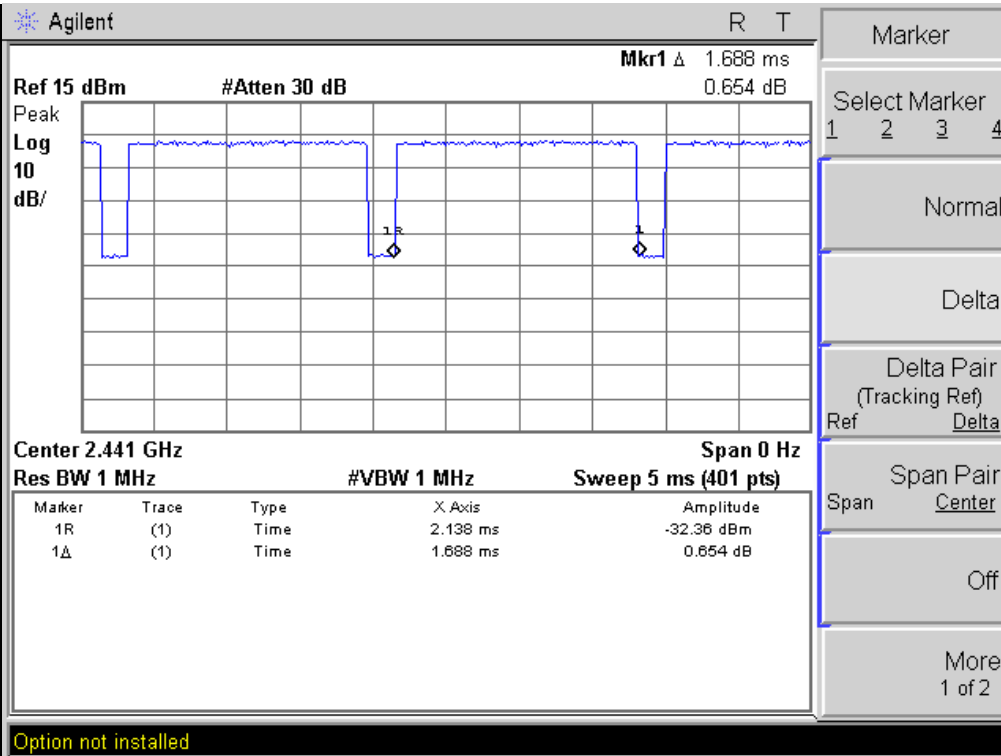 Agilent R T
Mkr1 Δ 1.688 ms
Ref 15 dBm #Atten 30 dB 0.654 dB
Peak
Log
10
dB/
1R
1
Center 2.441 GHz Span 0 Hz
Res BW 1 MHz #VBW 1 MHz Sweep 5 ms (401 pts)
Marker Trace Type X Axis Amplitude
1R (1) Time 2.138 ms -32.36 dBm
1Δ (1) Time 1.688 ms 0.654 dB
Marker
Select Marker
1 2 3 4
Normal
Delta
Delta Pair
(Tracking Ref)
Ref Delta
Span Pair
Span Center
Off
More
1 of 2
Option not installed